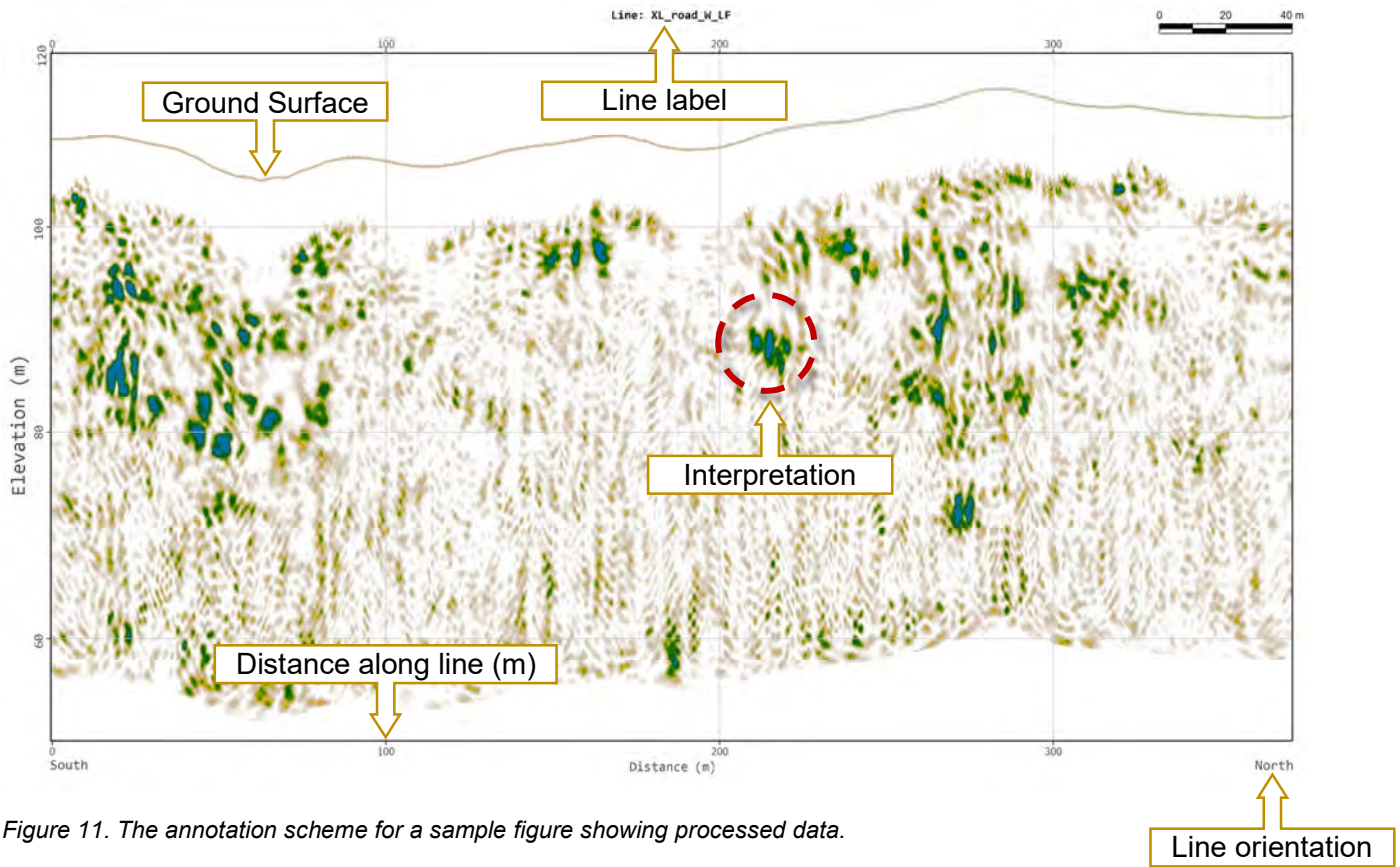 Line: XL_road_W_LF
0 20 40 m
0 100 200 300
120
Ground Surface
Line label
100
Elevation (m)
80
Interpretation
60
Distance along line (m)
0 100 200 300
South Distance (m) North
Figure 11. The annotation scheme for a sample figure showing processed data.
Line orientation